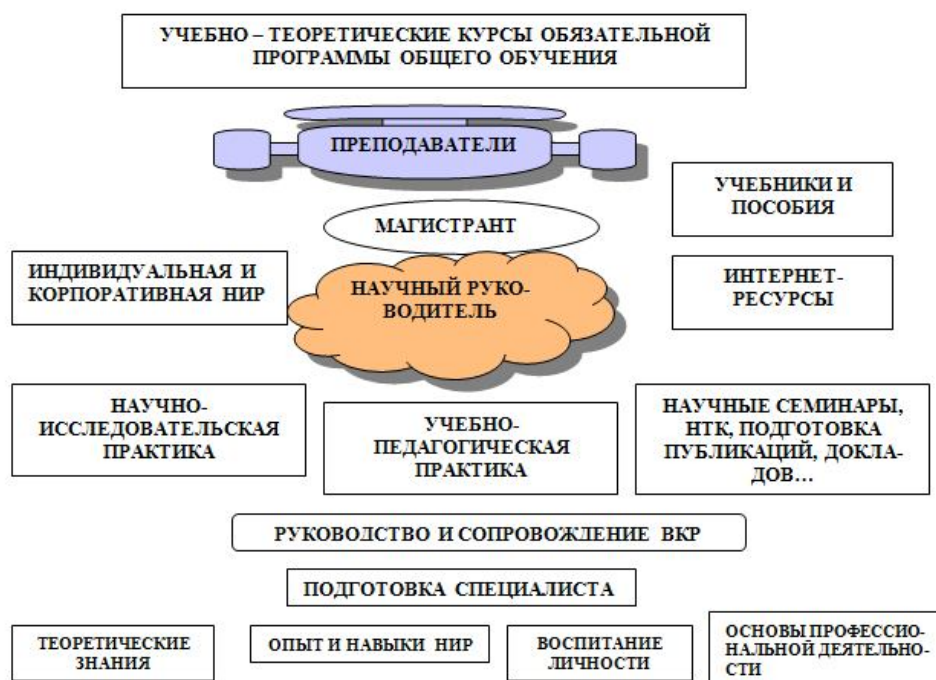 УЧЕБНО – ТЕОРЕТИЧЕСКИЕ КУРСЫ ОБЯЗАТЕЛЬНОЙ
ПРОГРАММЫ ОБЩЕГО ОБУЧЕНИЯ
ПРЕПОДАВАТЕЛИ
УЧЕБНИКИ И
ПОСОБИЯ
МАГИСТРАНТ
ИНДИВИДУАЛЬНАЯ И
КОРПОРАТИВНАЯ НИР
НАУЧНЫЙ РУКО-
ВОДИТЕЛЬ
ИНТЕРНЕТ-
РЕСУРСЫ
НАУЧНО-
ИССЛЕДОВАТЕЛЬСКАЯ
ПРАКТИКА
УЧЕБНО-
ПЕДАГОГИЧЕСКАЯ
ПРАКТИКА
НАУЧНЫЕ СЕМИНАРЫ,
НТК, ПОДГОТОВКА
ПУБЛИКАЦИЙ, ДОКЛА-
ДОВ...
РУКОВОДСТВО И СОПРОВОЖДЕНИЕ ВКР
ПОДГОТОВКА СПЕЦИАЛИСТА
ТЕОРЕТИЧЕСКИЕ
ЗНАНИЯ
ОПЫТ И НАВЫКИ НИР
ВОСПИТАНИЕ
ЛИЧНОСТИ
ОСНОВЫ ПРОФЕССИО-
НАЛЬНОЙ ДЕЯТЕЛЬНО-
СТИ